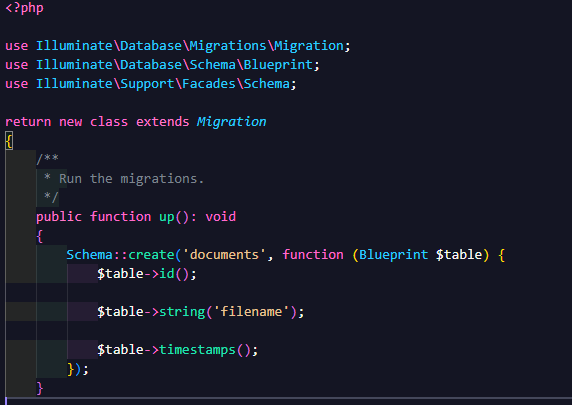 <?php
use Illuminate\Database\Migrations\Migration;
use Illuminate\Database\Schema\Blueprint;
use Illuminate\Support\Facades\Schema;
return new class extends Migration
{
    /**
     * Run the migrations.
     */
    public function up(): void
    {
        Schema::create('documents', function (Blueprint $table) {
            $table->id();
            $table->string('filename');
            $table->timestamps();
        });
    }